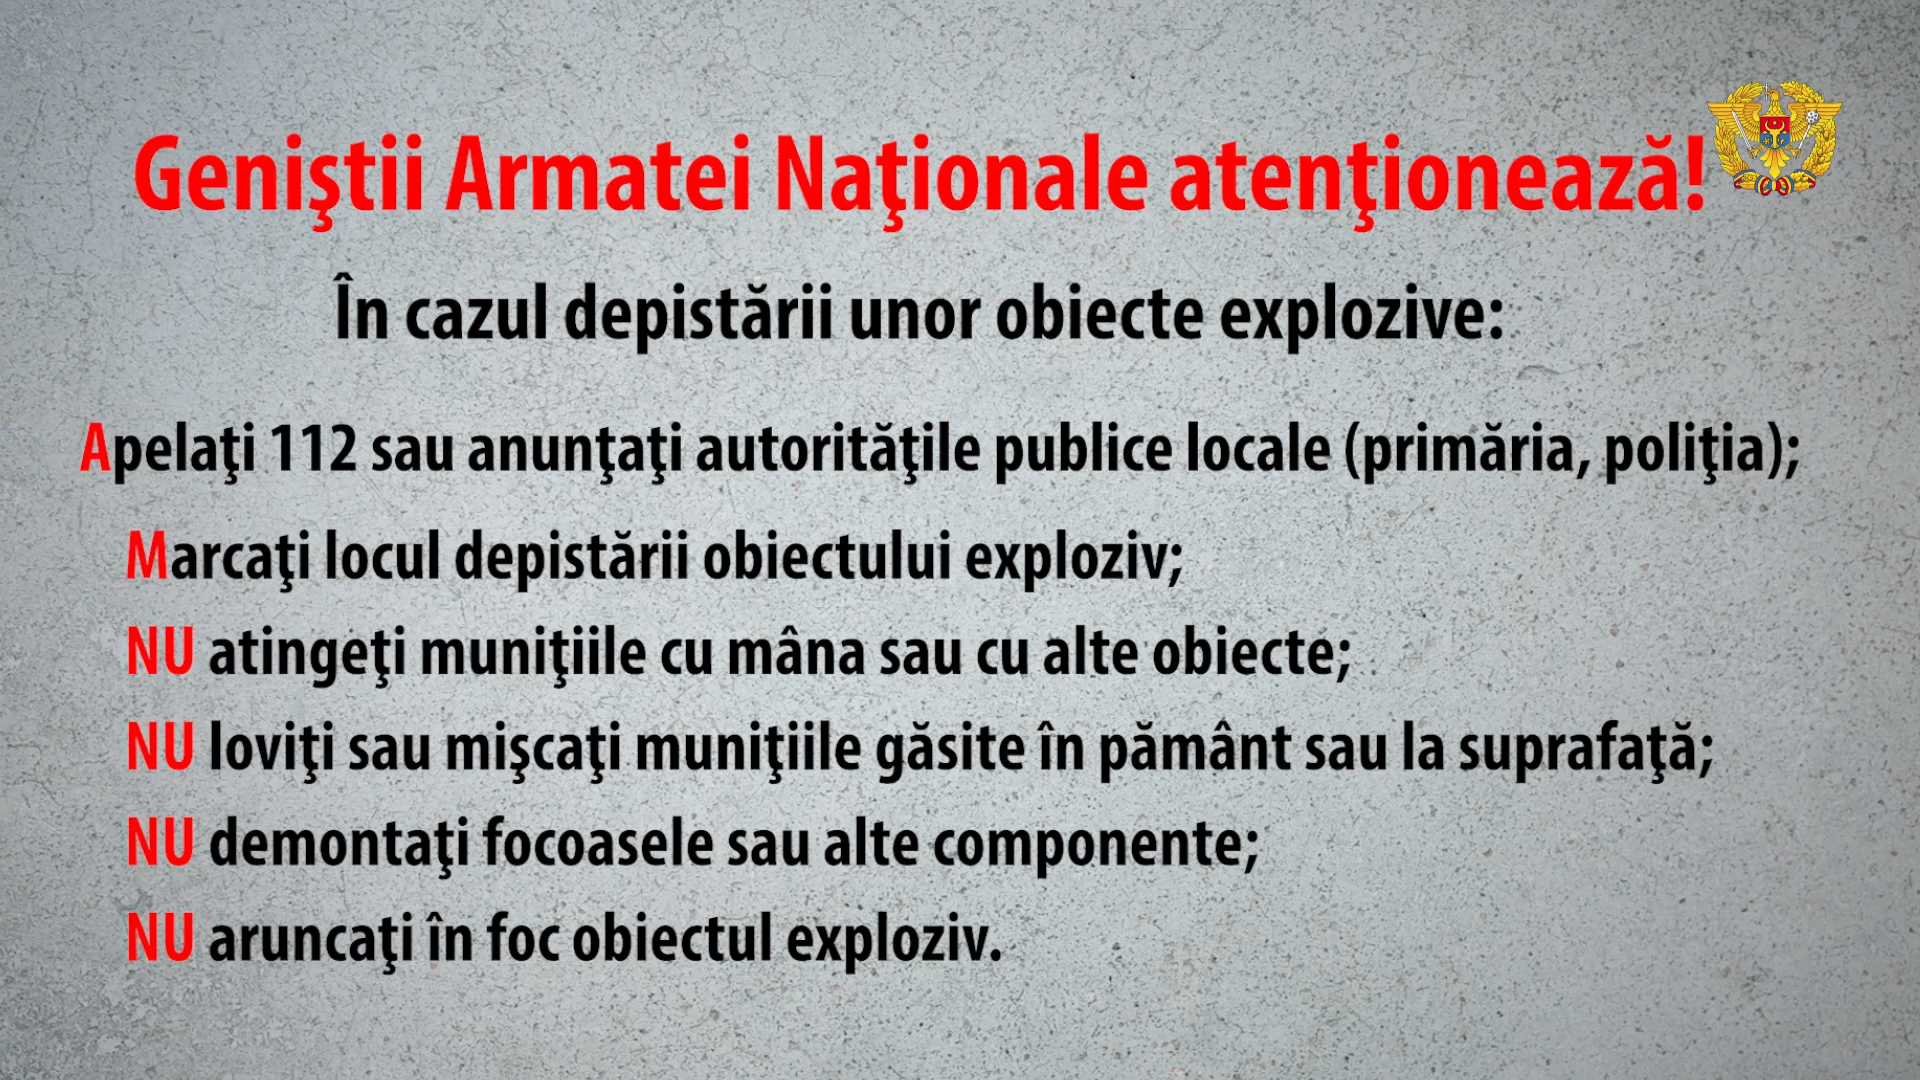 Geniştii Armatei Naţionale atenţionează!
În cazul depistării unor obiecte explozive:
Apelaţi 112 sau anunţaţi autorităţile publice locale (primăria, poliţia);
Marcaţi locul depistării obiectului exploziv;
NU atingeţi muniţiile cu mâna sau cu alte obiecte;
NU loviţi sau mişcaţi muniţiile găsite în pământ sau la suprafaţă;
NU demontaţi focoasele sau alte componente;
NU aruncaţi în foc obiectul exploziv.